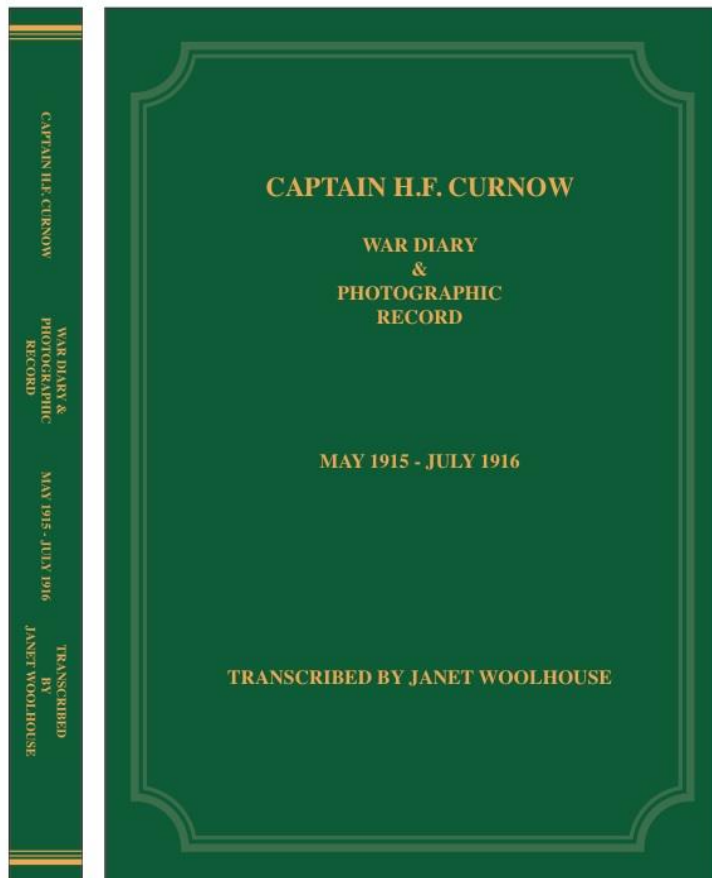 CAPTAIN H.F. CURNOW
WAR DIARY &
PHOTOGRAPHIC
RECORD
MAY 1915 - JULY 1916
TRANSCRIBED
BY
JANET WOOLHOUSE
CAPTAIN H.F. CURNOW
WAR DIARY
&
PHOTOGRAPHIC
RECORD
MAY 1915 - JULY 1916
TRANSCRIBED BY JANET WOOLHOUSE